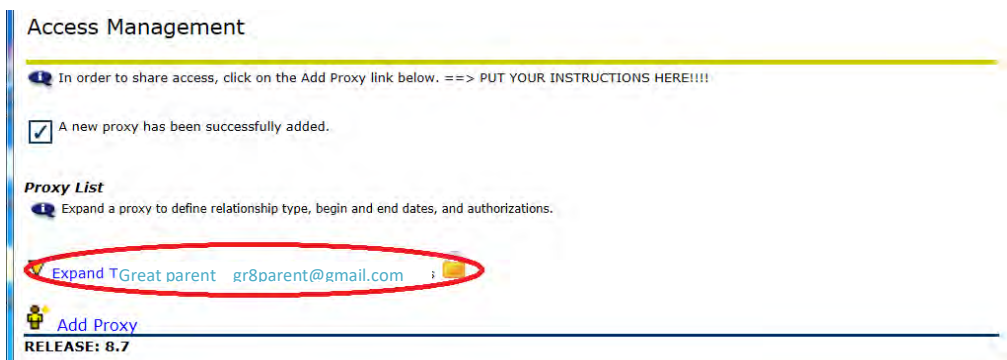 Access Management
In order to share access, click on the Add Proxy link below. ==> PUT YOUR INSTRUCTIONS HERE!!!!
A new proxy has been successfully added.
Proxy List
Expand a proxy to define relationship type, begin and end dates, and authorizations.
Expand TGreat parent gr8parent@gmail.com s
Add Proxy
RELEASE: 8.7